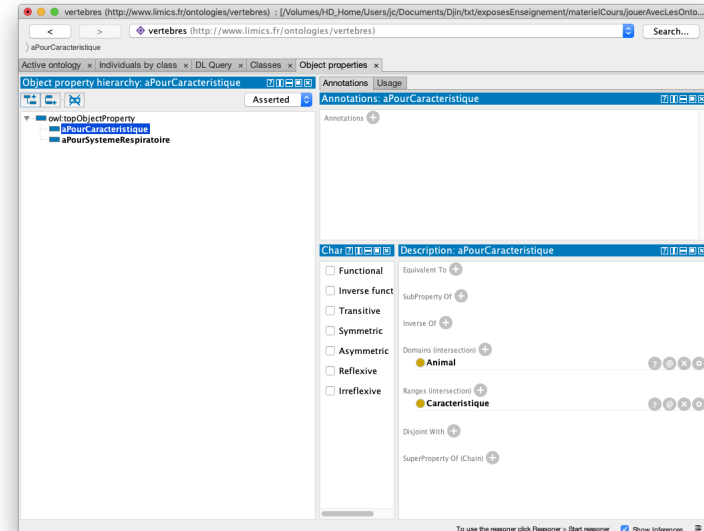 vertebres (http://www.limics.fr/ontologies/vertebres) : [/Volumes/HD_Home/Users/jc/Documents/Djin/txt/exposesEnseignement/materielCours/jouerAvecLesOnto...
< > vertebres (http://www.limics.fr/ontologies/vertebres) Search...
aPourCaracteristique
Active ontology × Individuals by class × DL Query × Classes × Object properties ×
Object property hierarchy: aPourCaracteristique
Asserted
owl:topObjectProperty
aPourCaracteristique
aPourSystemeRespiratoire
Annotations Usage
Annotations: aPourCaracteristique
Annotations
Char
Functional
Inverse funct
Transitive
Symmetric
Asymmetric
Reflexive
Irreflexive
Description: aPourCaracteristique
Equivalent To
SubProperty Of
Inverse Of
Domains (intersection)
Animal
Ranges (intersection)
Caracteristique
Disjoint With
SuperProperty Of (Chain)
To use the reasoner click Reasoner > Start reasoner Show Inferences